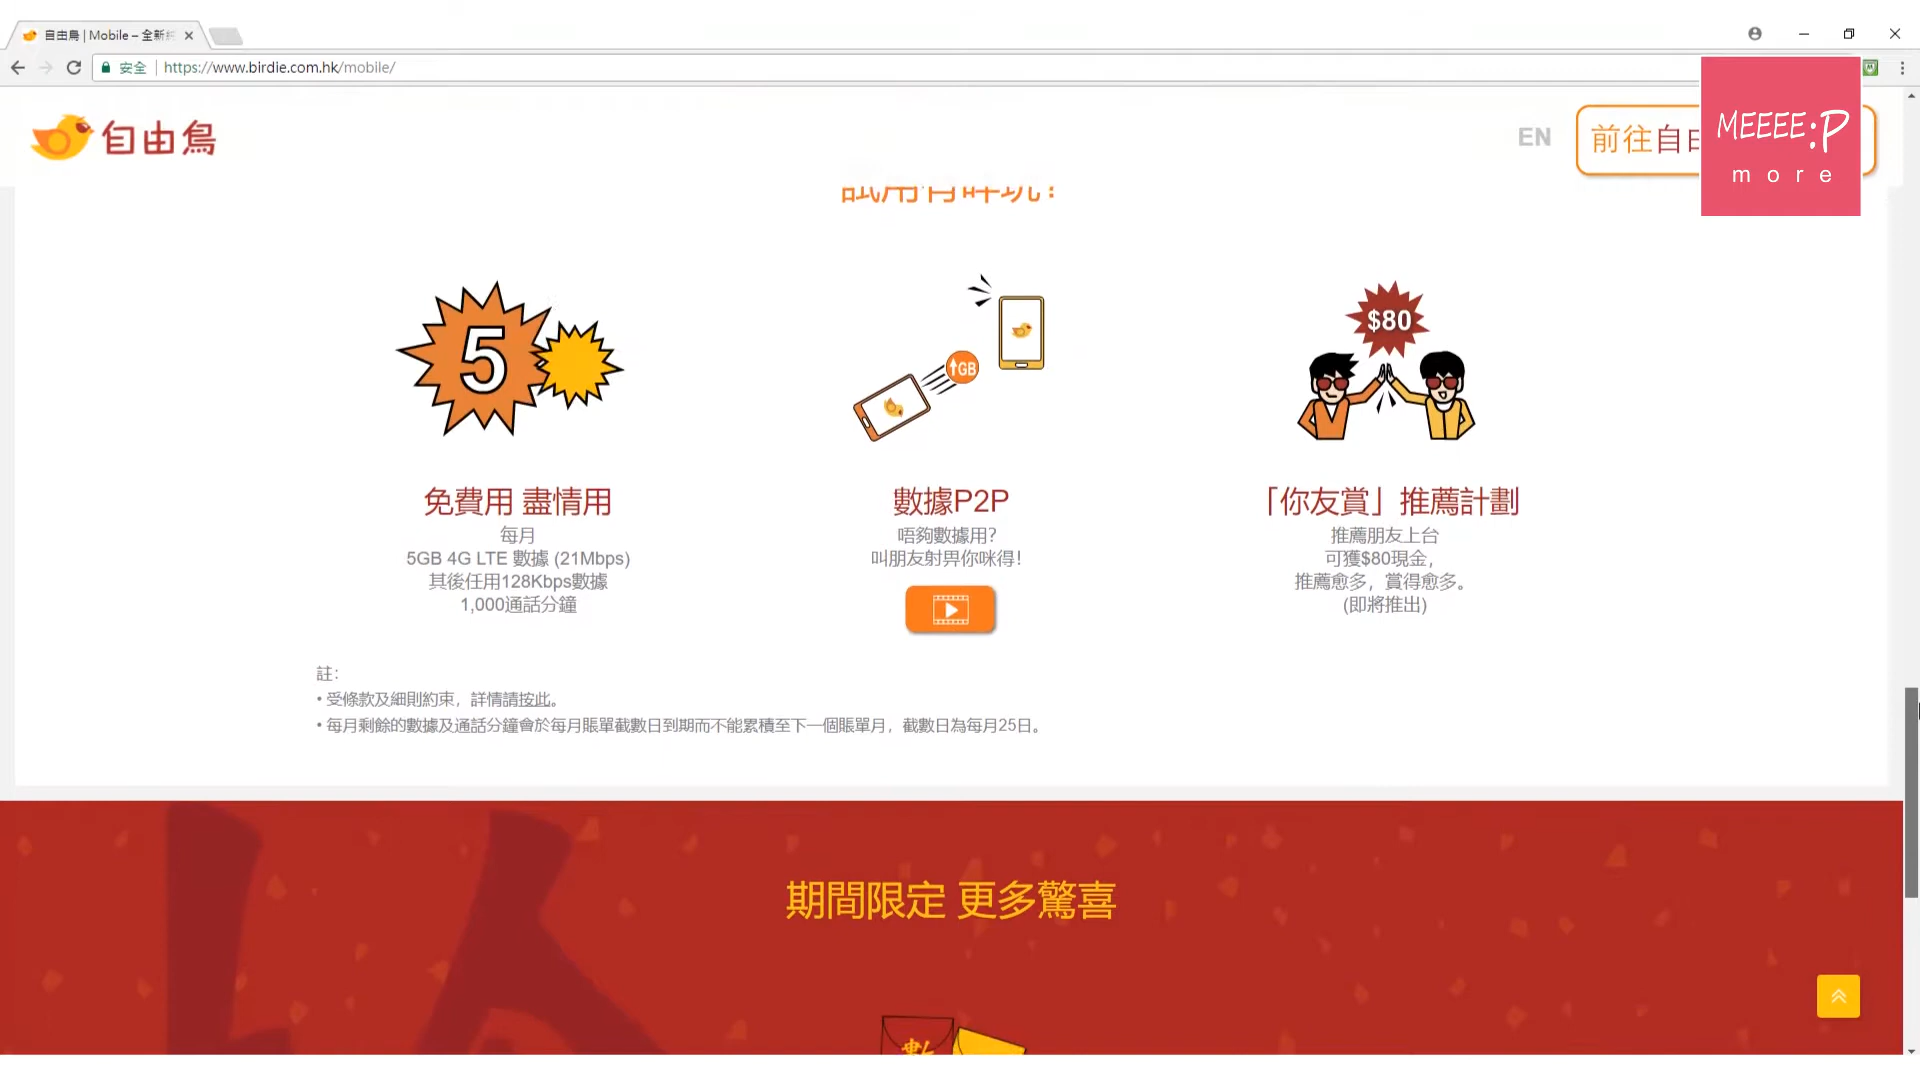 自由鳥 | Mobile – 全新
安全
https://www.birdie.com.hk/mobile/
自由鳥
EN
前往自
MEEEE:P
more
試用有咩玩？
5
GB
$80
免費用 盡情用
每月
5GB 4G LTE 數據 (21Mbps)
其後任用128Kbps數據
1,000通話分鐘
數據P2P
唔夠數據用？
叫朋友射畀你咪得！
「你友賞」推薦計劃
推薦朋友上台
可獲$80現金，
推薦愈多，賞得愈多。
(即將推出)
註：
• 受條款及細則約束，詳情請按此。
• 每月剩餘的數據及通話分鐘會於每月賬單截數日到期而不能累積至下一個賬單月，截數日為每月25日。
期間限定 更多驚喜